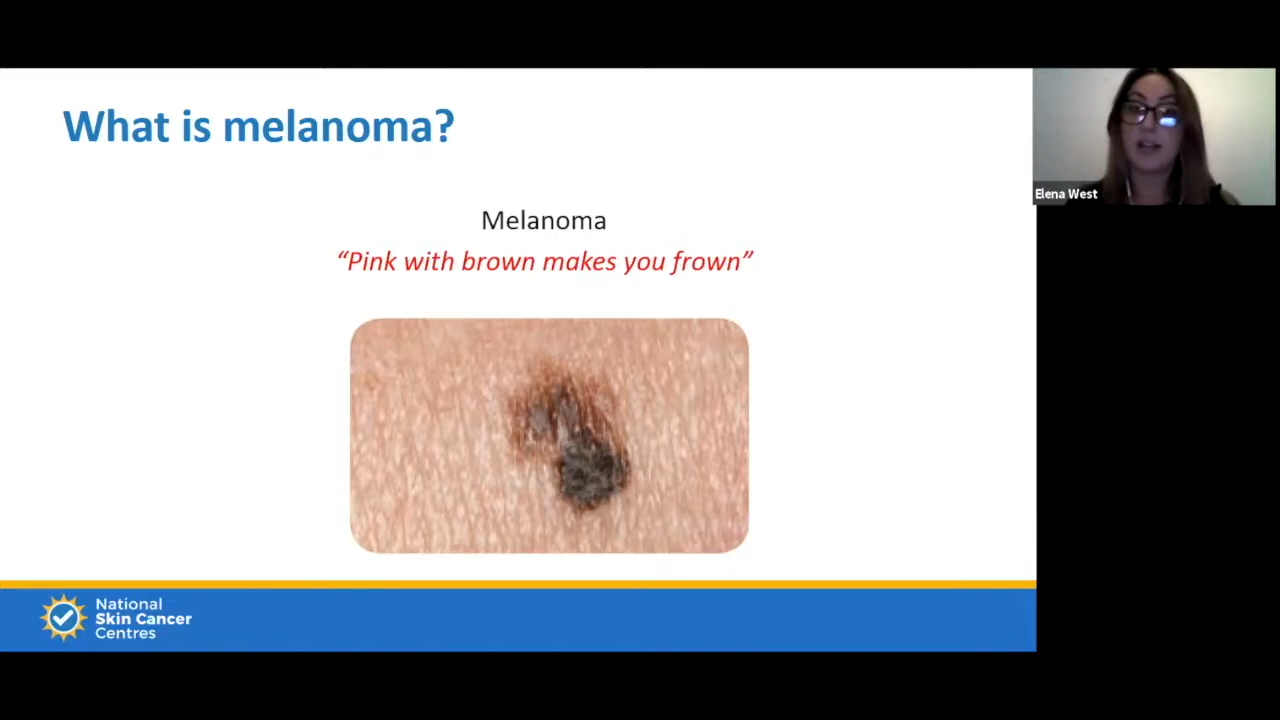 What is melanoma?
Elena West
Melanoma
“Pink with brown makes you frown”
National
Skin Cancer
Centres